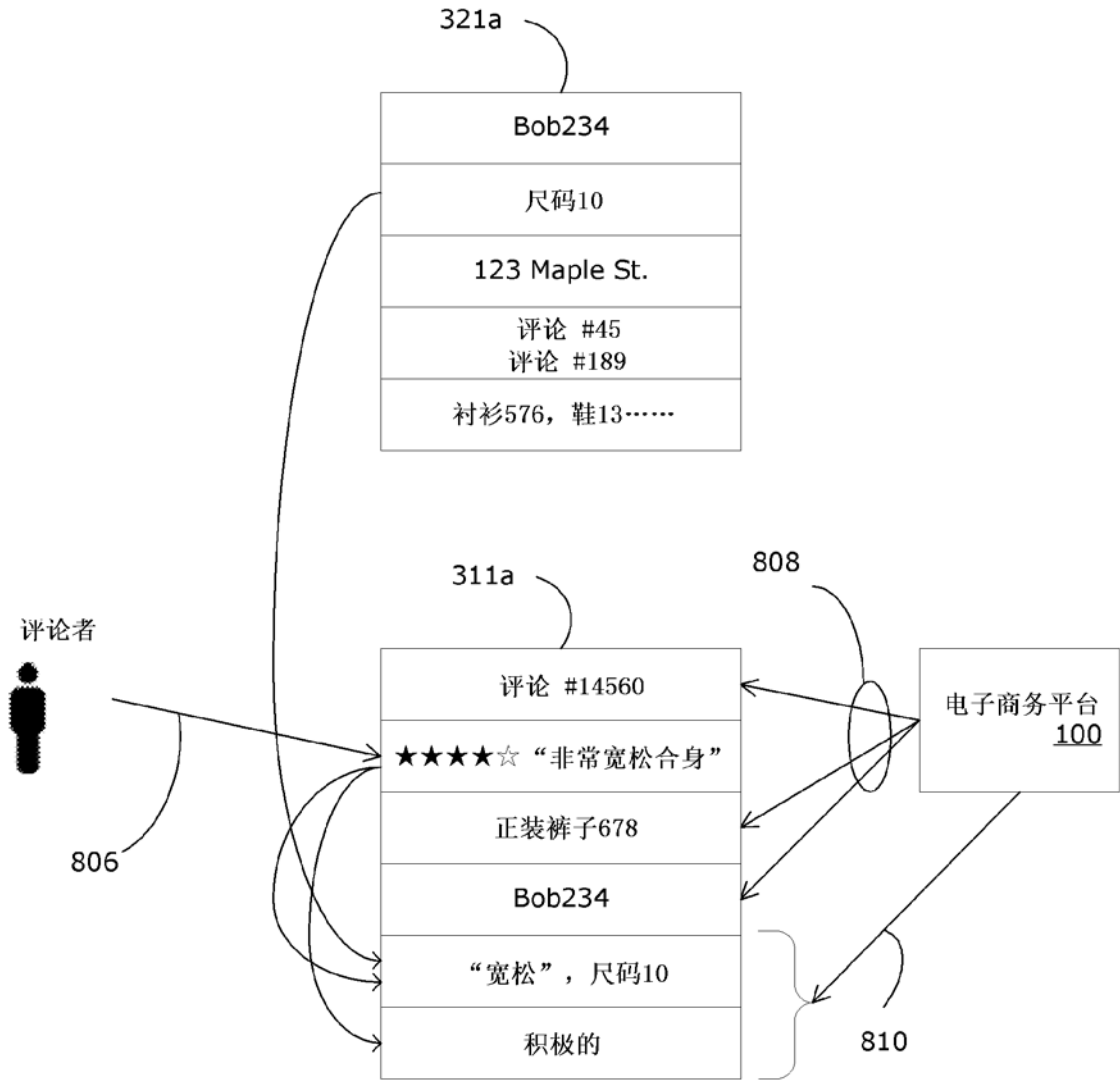 321a
Bob234
尺码10
123 Maple St.
评论 #45
评论 #189
衬衫576，鞋13……
311a
808
评论者
评论 #14560
电子商务平台
100
★★★★☆ “非常宽松合身”
正装裤子678
806
Bob234
“宽松”，尺码10
积极的
810